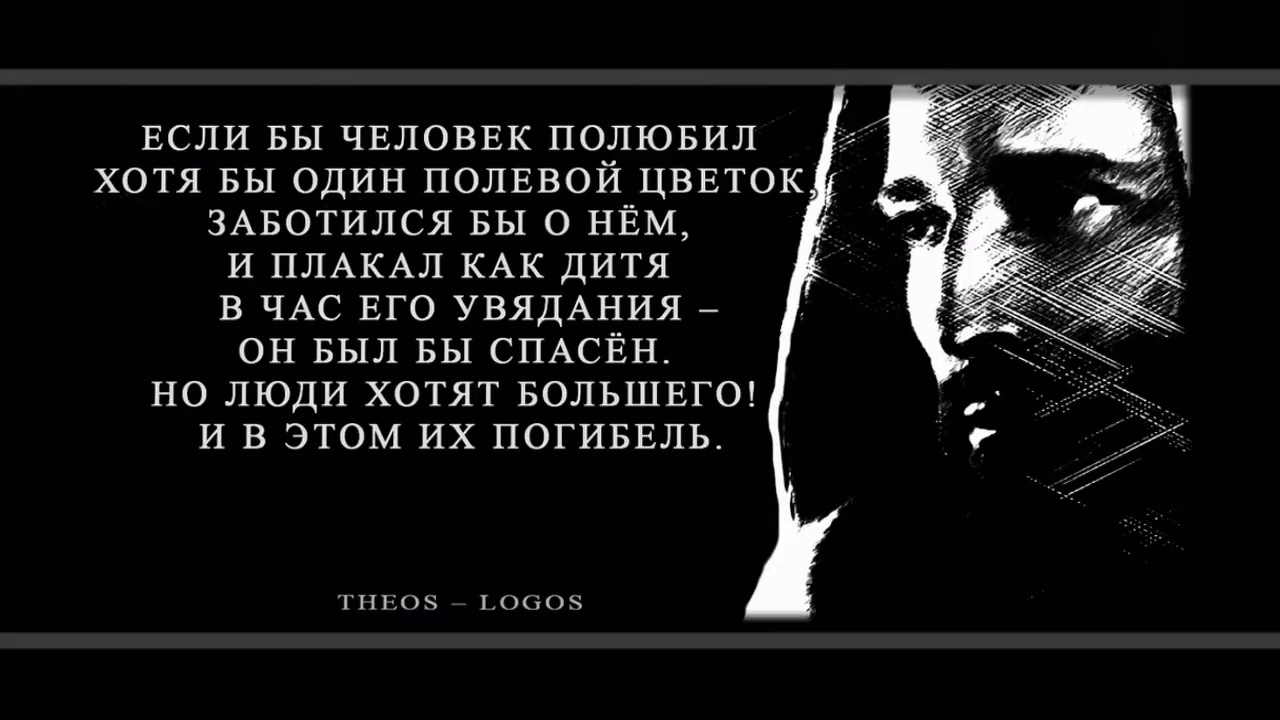 ЕСЛИ БЫ ЧЕЛОВЕК ПОЛЮБИЛ
ХОТЯ БЫ ОДИН ПОЛЕВОЙ ЦВЕТОК,
ЗАБОТИЛСЯ БЫ О НЁМ,
И ПЛАКАЛ КАК ДИТЯ
В ЧАС ЕГО УВЯДАНИЯ –
ОН БЫЛ БЫ СПАСЁН.
НО ЛЮДИ ХОТЯТ БОЛЬШЕГО!
И В ЭТОМ ИХ ПОГИБЕЛЬ.
THEOS – LOGOS